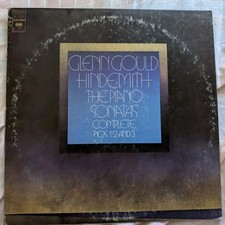 GLENN GOULD
HINDEMITH
THE PIANO
SONATAS
COMPLETE
NOS. 1, 2 AND 3